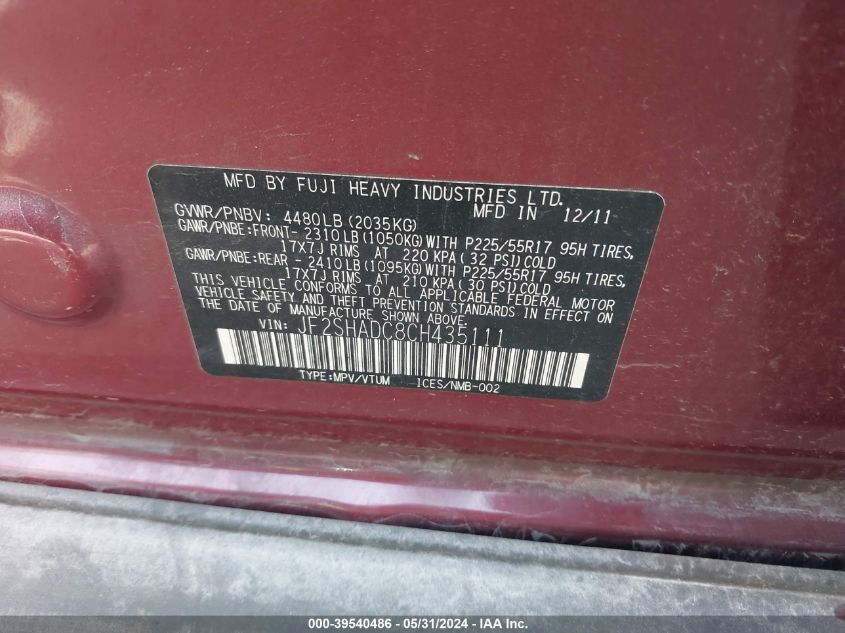 MFD BY FUJI HEAVY INDUSTRIES LTD.
MFD IN 12/11
GVWR/PNBV: 4480LB(2035KG)
GAWR/PNBE:FRONT- 2310LB(1050KG)WITH P225/55R17 95H TIRES,
17X7J RIMS AT 220 KPA(32 PSI)COLD
GAWR/PNBE:REAR - 2410LB(1095KG)WITH P225/55R17 95H TIRES,
17X7J RIMS AT 210 KPA(30 PSI)COLD
THIS VEHICLE CONFORMS TO ALL APPLICABLE FEDERAL MOTOR
VEHICLE SAFETY AND THEFT PREVENTION STANDARDS IN EFFECT ON
THE DATE OF MANUFACTURE SHOWN ABOVE.
VIN: JF2SHADC8CH435111
TYPE:MPV/VTUM ICES/NMB-002
000-39540486 - 05/31/2024 - IAA Inc.